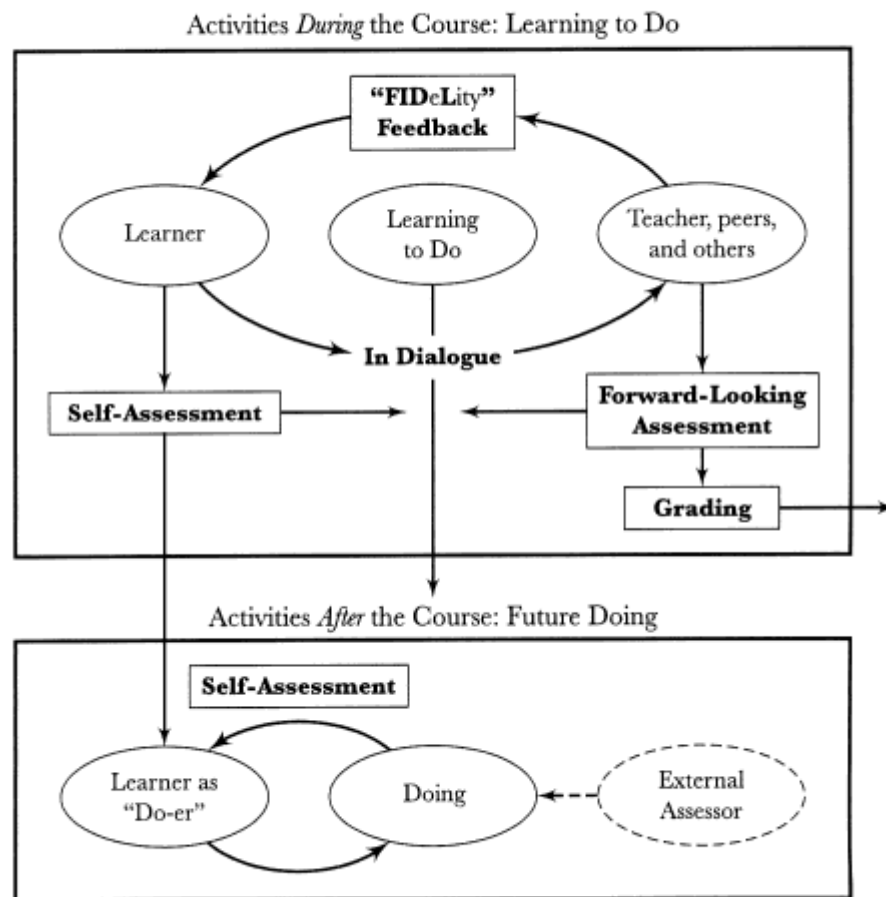 Activities During the Course: Learning to Do
“FIDeLity”
Feedback
Learner
Learning
to Do
Teacher, peers,
and others
In Dialogue
Self-Assessment
Forward-Looking
Assessment
Grading
Activities After the Course: Future Doing
Self-Assessment
Learner as
“Do-er”
Doing
External
Assessor